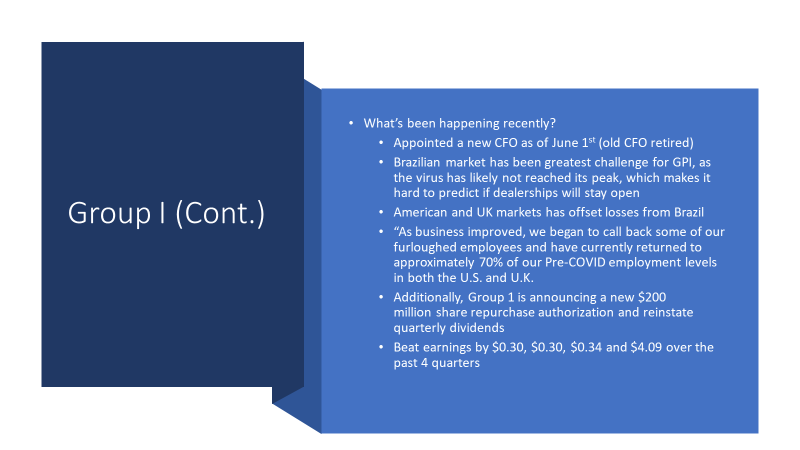 Group I (Cont.)
• What’s been happening recently?
• Appointed a new CFO as of June 1st (old CFO retired)
• Brazilian market has been greatest challenge for GPI, as
the virus has likely not reached its peak, which makes it
hard to predict if dealerships will stay open
• American and UK markets has offset losses from Brazil
• “As business improved, we began to call back some of our
furloughed employees and have currently returned to
approximately 70% of our Pre-COVID employment levels
in both the U.S. and U.K.
• Additionally, Group 1 is announcing a new $200
million share repurchase authorization and reinstate
quarterly dividends
• Beat earnings by $0.30, $0.30, $0.34 and $4.09 over the
past 4 quarters